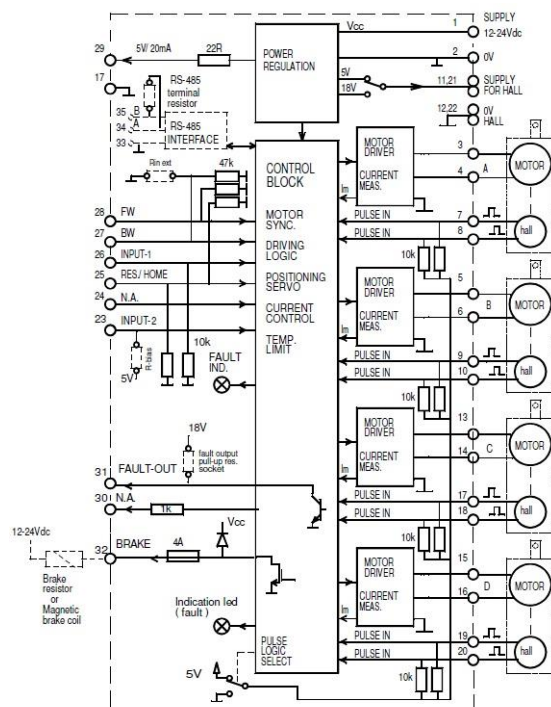 SUPPLY
1
12-24Vdc
Vcc
29
5V/ 20mA
22R
POWER
REGULATION
2
0V
17
5V
18V
11,21
SUPPLY
FOR HALL
RS-485
terminal
resistor
12,22
0V
HALL
35
B
34
A
33
RS-485
INTERFACE
Rin ext
47k
CONTROL
BLOCK
MOTOR
SYNC.
DRIVING
LOGIC
POSITIONING
SERVO
CURRENT
CONTROL
TEMP.
LIMIT
28
FW
27
BW
26
INPUT-1
25
RES./ HOME
24
N.A.
23
INPUT-2
R-bias
5V
10k
FAULT
IND.
18V
fault output
pull-up res.
socket
31
FAULT-OUT
30
N.A.
1k
Vcc
12-24Vdc
32
BRAKE
4A
Brake
resistor
or
Magnetic
brake coil
Indication led
( fault )
PULSE
LOGIC
SELECT
5V
MOTOR
DRIVER
CURRENT
MEAS.
Im
3
4
A
MOTOR
PULSE IN
7
PULSE IN
8
hall
10k
MOTOR
DRIVER
CURRENT
MEAS.
Im
5
6
B
MOTOR
PULSE IN
9
PULSE IN
10
hall
10k
MOTOR
DRIVER
CURRENT
MEAS.
Im
13
14
C
MOTOR
PULSE IN
17
PULSE IN
18
hall
10k
MOTOR
DRIVER
CURRENT
MEAS.
Im
15
16
D
MOTOR
PULSE IN
19
PULSE IN
20
hall
10k